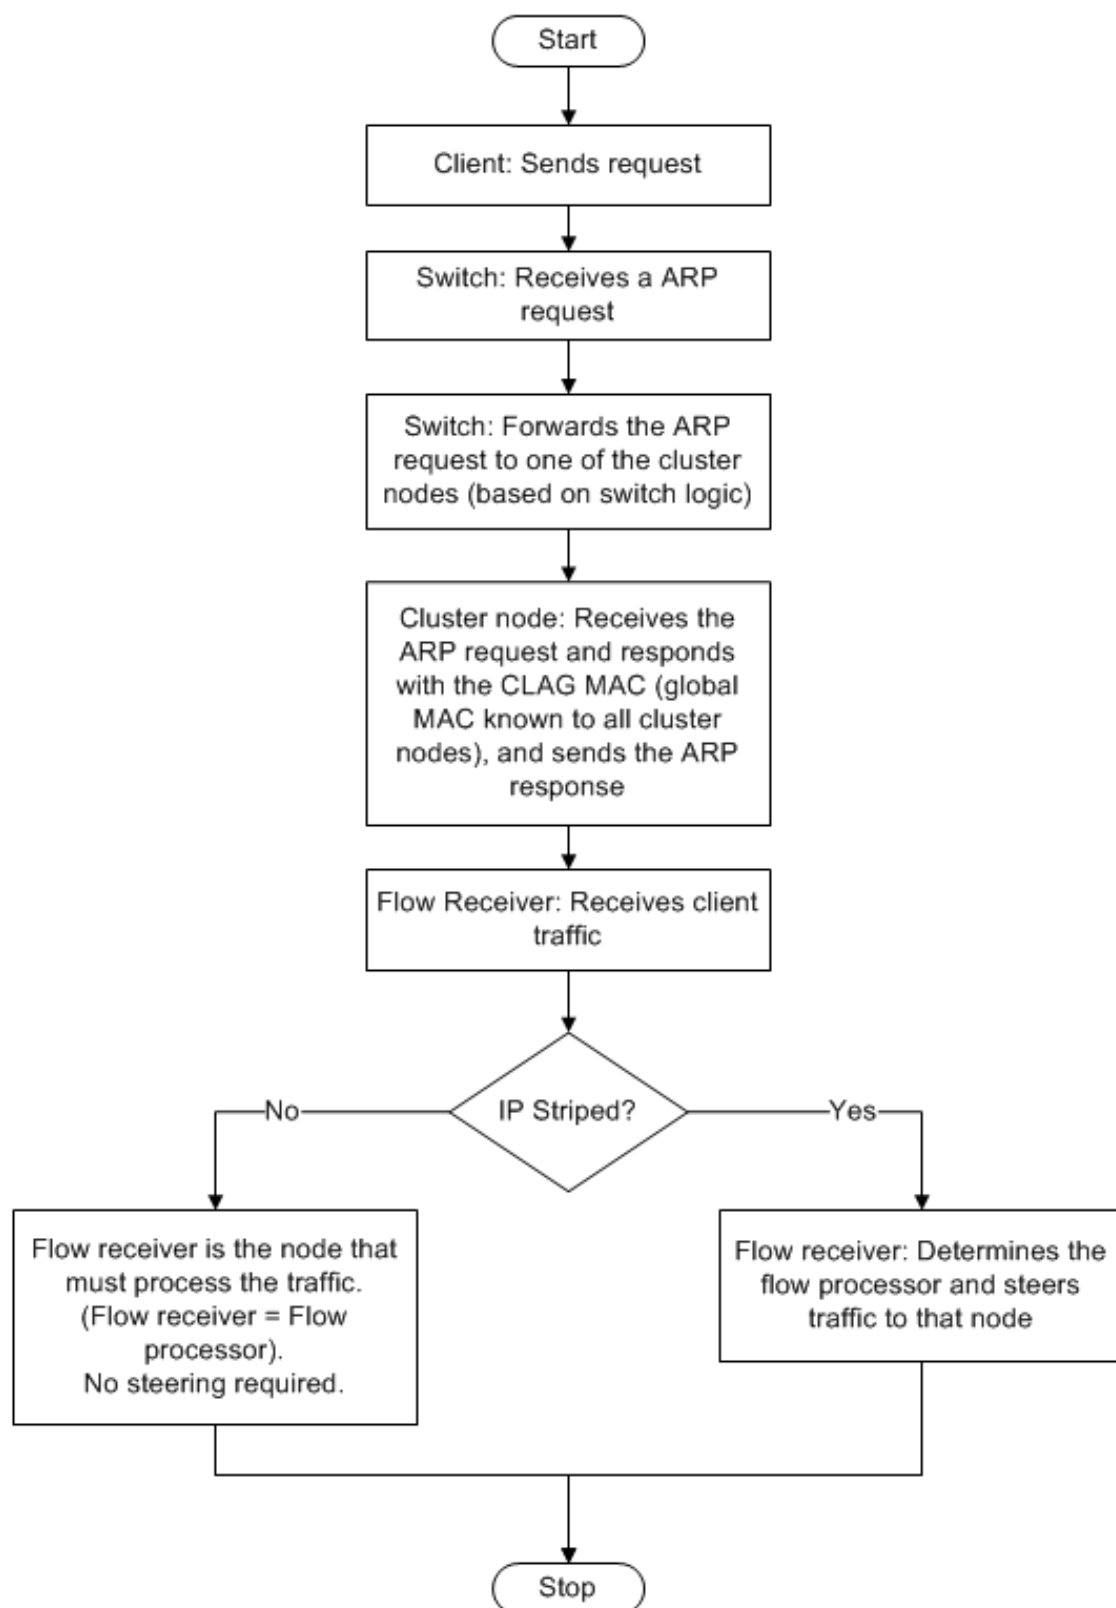 Start
Client: Sends request
Switch: Receives a ARP
request
Switch: Forwards the ARP
request to one of the cluster
nodes (based on switch logic)
Cluster node: Receives the
ARP request and responds
with the CLAG MAC (global
MAC known to all cluster
nodes), and sends the ARP
response
Flow Receiver: Receives client
traffic
IP Striped?
No
Yes
Flow receiver is the node that
must process the traffic.
(Flow receiver = Flow
processor).
No steering required.
Flow receiver: Determines the
flow processor and steers
traffic to that node
Stop